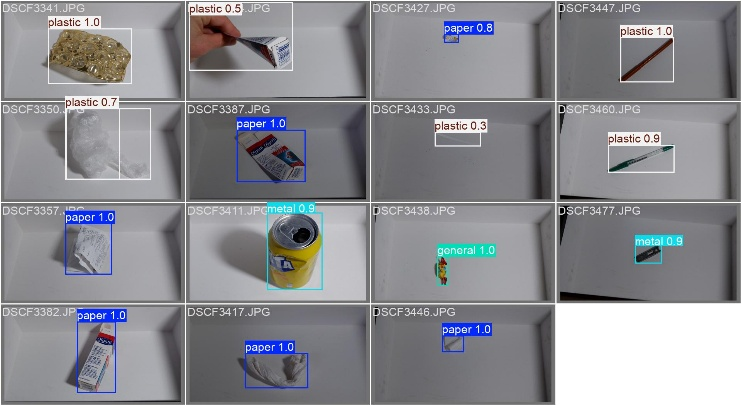 DSCF3341.JPG
plastic 1.0
DSCF3350.JPG
plastic 0.7
DSCF3357.JPG
paper 1.0
DSCF3382.JPG
paper 1.0
plastic 0.5
DSCF3387.JPG
paper 1.0
DSCF3411.JPG
metal 0.9
DSCF3417.JPG
paper 1.0
DSCF3427.JPG
paper 0.8
DSCF3433.JPG
plastic 0.3
DSCF3438.JPG
general 1.0
DSCF3446.JPG
paper 1.0
DSCF3447.JPG
plastic 1.0
DSCF3460.JPG
plastic 0.9
DSCF3477.JPG
metal 0.9